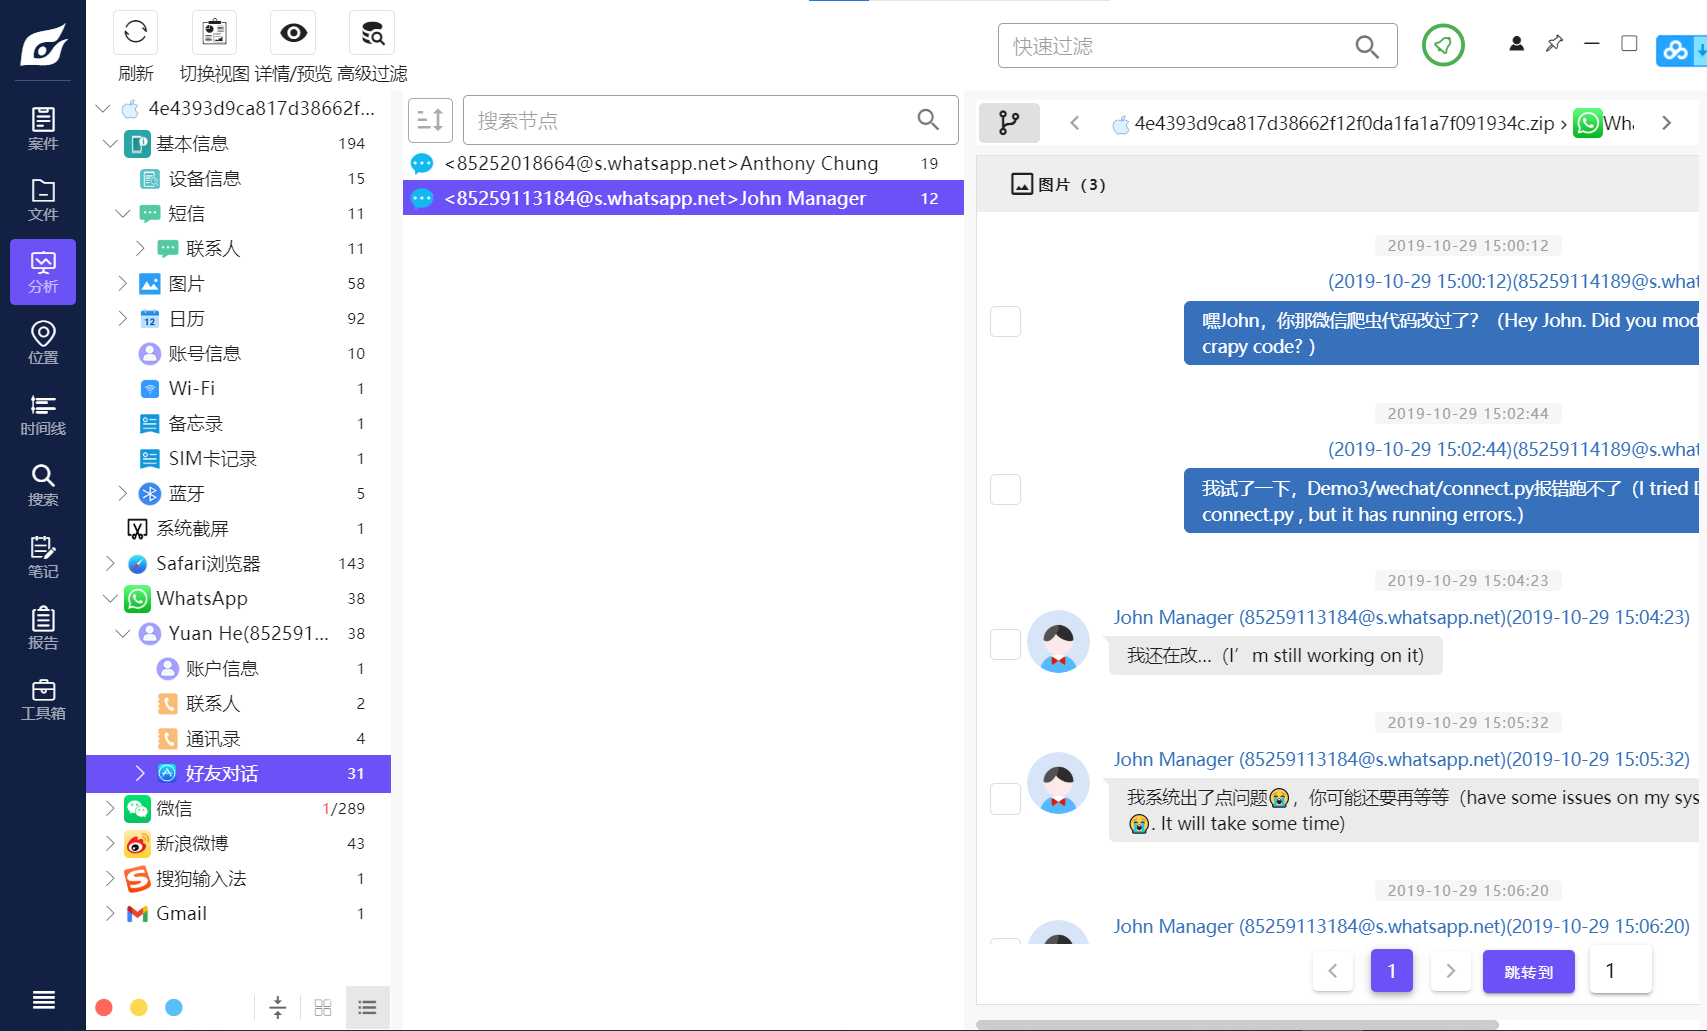 刷新
切换视图
详情/预览
高级过滤
快速过滤
案件
文件
分析
位置
时间线
搜索
笔记
报告
工具箱
4e4393d9ca817d38662f...
基本信息 194
设备信息 15
短信 11
联系人 11
图片 58
12
日历 92
账号信息 10
Wi-Fi 1
备忘录 1
SIM卡记录 1
蓝牙 5
系统截屏 1
Safari浏览器 143
WhatsApp 38
Yuan He(852591... 38
账户信息 1
联系人 2
通讯录 4
好友对话 31
微信 1/289
新浪微博 43
搜狗输入法 1
Gmail 1
搜索节点
<85252018664@s.whatsapp.net>Anthony Chung 19
<85259113184@s.whatsapp.net>John Manager 12
4e4393d9ca817d38662f12f0da1fa1a7f091934c.zip › Wha
图片（3）
2019-10-29 15:00:12
(2019-10-29 15:00:12)(85259114189@s.what
嘿John，你那微信爬虫代码改过了？（Hey John. Did you mod
crapy code? ）
2019-10-29 15:02:44
(2019-10-29 15:02:44)(85259114189@s.what
我试了一下，Demo3/wechat/connect.py报错跑不了（I tried D
connect.py , but it has running errors.）
2019-10-29 15:04:23
John Manager (85259113184@s.whatsapp.net)(2019-10-29 15:04:23)
我还在改...（I’m still working on it)
2019-10-29 15:05:32
John Manager (85259113184@s.whatsapp.net)(2019-10-29 15:05:32)
我系统出了点问题😭，你可能还要再等等（have some issues on my sys
😭. It will take some time)
2019-10-29 15:06:20
John Manager (85259113184@s.whatsapp.net)(2019-10-29 15:06:20)
1
跳转到
1